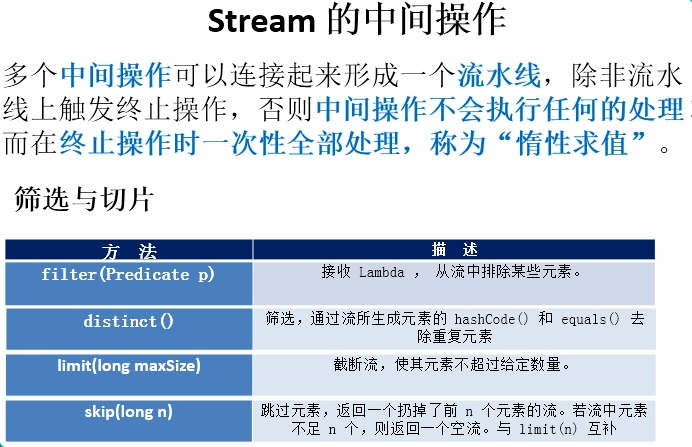 Stream 的中间操作
多个中间操作可以连接起来形成一个流水线，除非流水
线上触发终止操作，否则中间操作不会执行任何的处理！
而在终止操作时一次性全部处理，称为“惰性求值”。
筛选与切片
方 法 描 述
filter(Predicate p) 接收 Lambda ， 从流中排除某些元素。
distinct() 筛选，通过流所生成元素的 hashCode() 和 equals() 去
除重复元素
limit(long maxSize) 截断流，使其元素不超过给定数量。
skip(long n) 跳过元素，返回一个扔掉了前 n 个元素的流。若流中元素
不足 n 个，则返回一个空流。与 limit(n) 互补